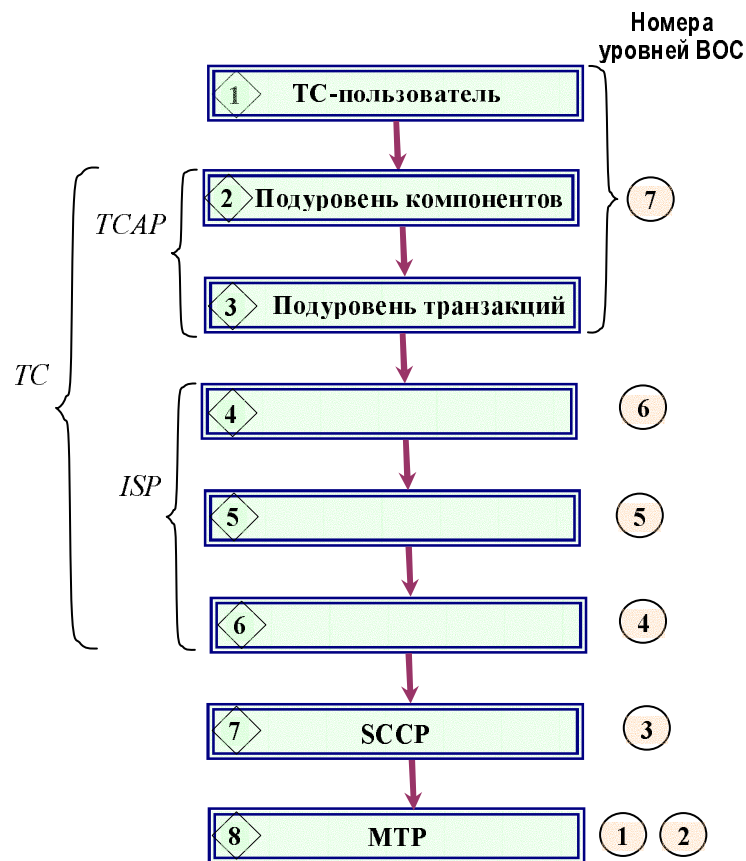 Номера
уровней ВОС
1 ТС-пользователь
2 Подуровень компонентов
7
TCAP
3 Подуровень транзакций
TC
4
6
ISP
5
5
6
4
7 SCCP
3
8 MTP
1 2